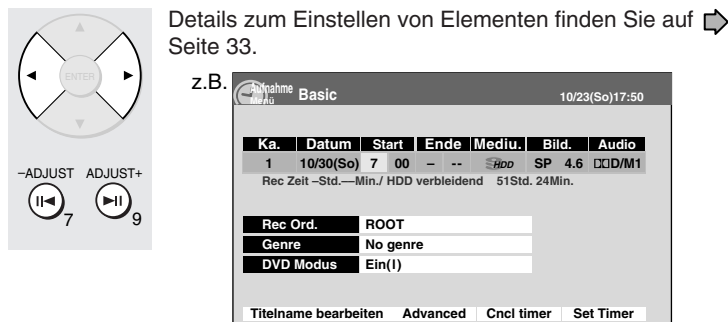 Details zum Einstellen von Elementen finden Sie auf
Seite 33.
ENTER
–ADJUST ADJUST+
7 9
z.B.
Aufnahme
Menü
Basic 10/23(So)17:50
Ka. Datum Start Ende Mediu. Bild. Audio
1 10/30(So) 7 00 – -- HDD SP 4.6 D/M1
Rec Zeit –Std.––Min./ HDD verbleidend 51Std. 24Min.
Rec Ord. ROOT
Genre No genre
DVD Modus Ein(I)
Titelname bearbeiten Advanced Cncl timer Set Timer